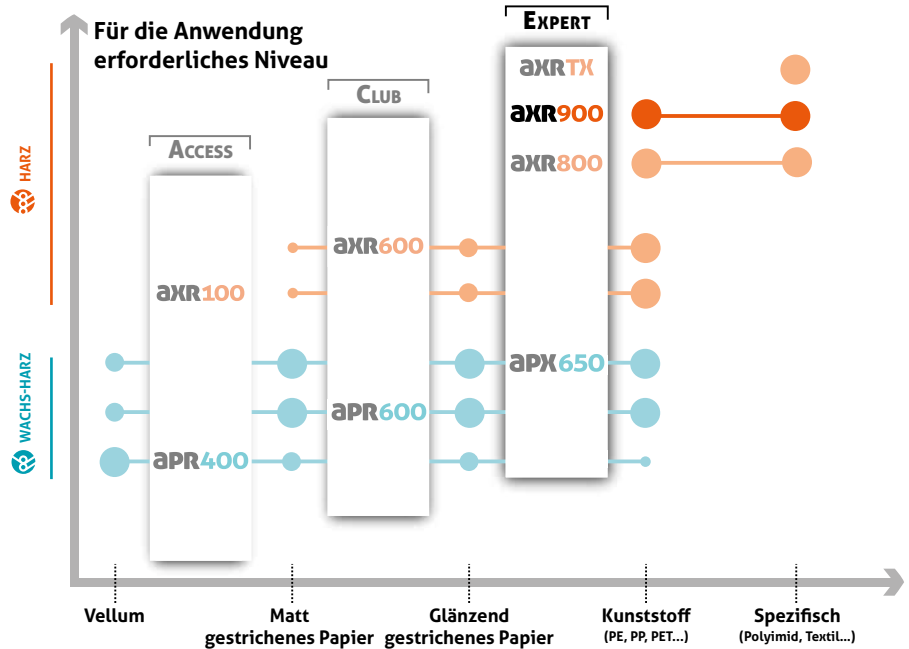 Für die Anwendung
erforderliches Niveau
EXPERT
CLUB
ACCESS
aXRTX
aXR900
aXR800
aXR600
aXR100
aPX650
aPR600
aPR400
HARZ
WACHS-HARZ
Vellum
Matt
gestrichenes Papier
Glänzend
gestrichenes Papier
Kunststoff
(PE, PP, PET...)
Spezifisch
(Polyimid, Textil...)